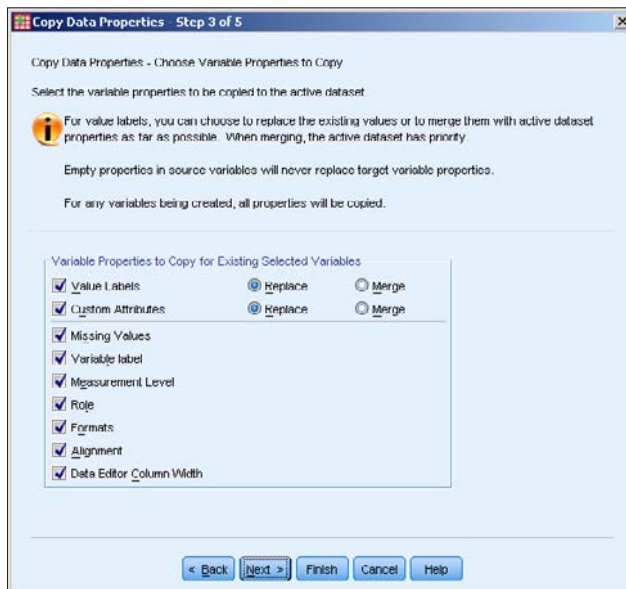 Copy Data Properties - Step 3 of 5
Copy Data Properties - Choose Variable Properties to Copy
Select the variable properties to be copied to the active dataset.
For value labels, you can choose to replace the existing values or to merge them with active dataset
properties as far as possible. When merging, the active dataset has priority.
Empty properties in source variables will never replace target variable properties.
For any variables being created, all properties will be copied.
Variable Properties to Copy for Existing Selected Variables
Value Labels Replace Merge
Custom Attributes Replace Merge
Missing Values
Variable label
Measurement Level
Role
Formats
Alignment
Data Editor Column Width
< Back Next > Finish Cancel Help